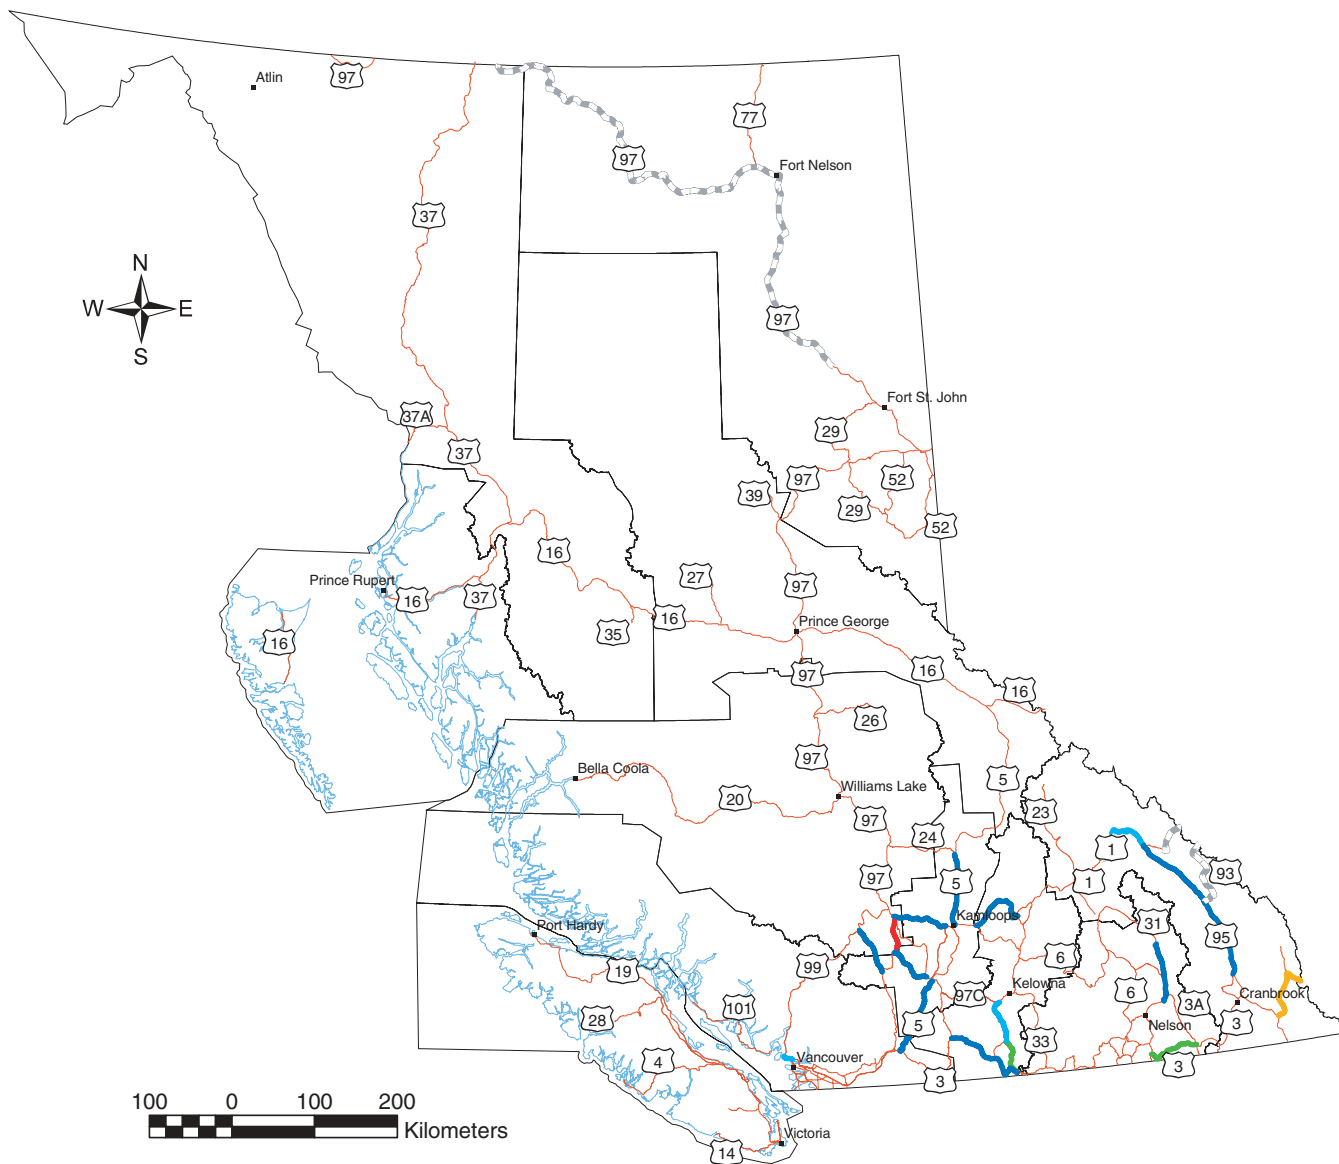 Atlin
97
77
97
Fort Nelson
37
N
W
E
S
97
Fort St. John
37A
29
37
97
52
39
29
52
16
27
97
Prince Rupert
16
37
16
35
Prince George
16
97
16
16
26
97
Bella Coola
5
Williams Lake
20
23
97
24
1
97
5
93
1
Kamloops
31
Port Hardy
95
99
6
19
97C
Kelowna
6
3A
Cranbrook
101
28
5
Nelson
3
33
Vancouver
4
3
3
100
0
100
200
Kilometers
Victoria
14